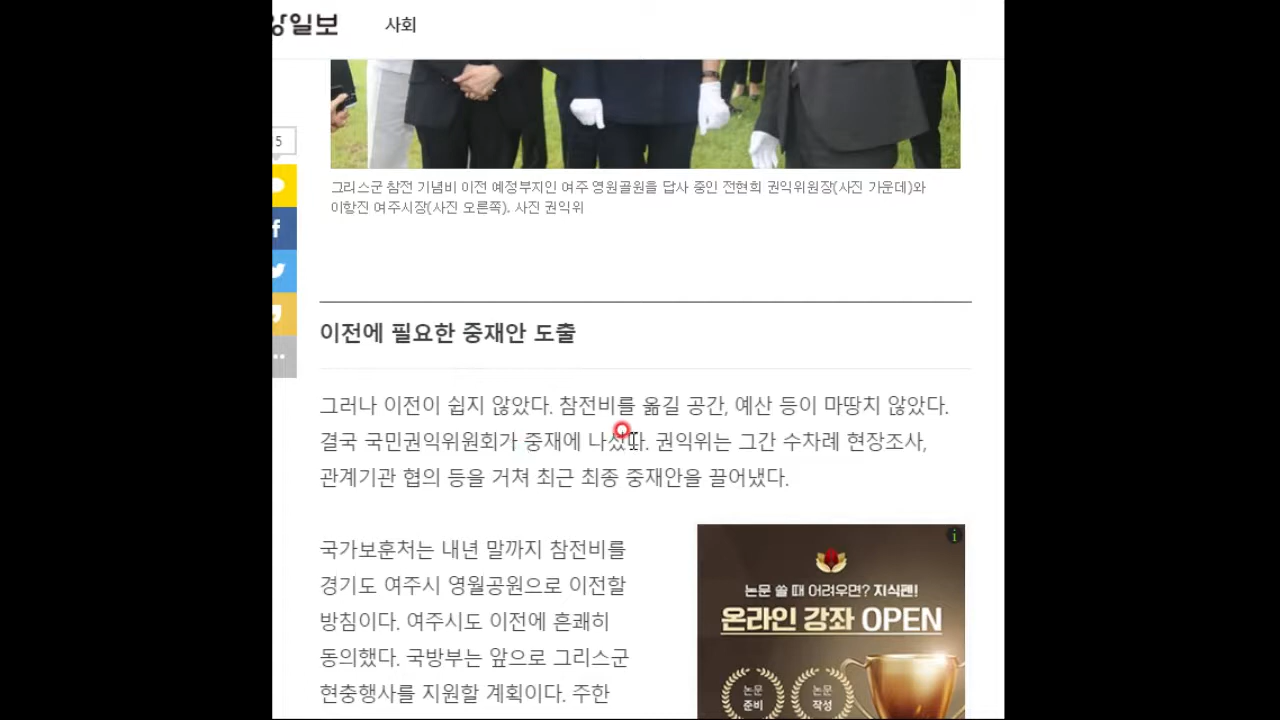 앙일보
사회
5
그리스군 참전 기념비 이전 예정부지인 여주 영원골원을 답사 중인 전현희 권익위원장(사진 가운데)와
이항진 여주시장(사진 오른쪽). 사진 권익위
이전에 필요한 중재안 도출
그러나 이전이 쉽지 않았다. 참전비를 옮길 공간, 예산 등이 마땅치 않았다.
결국 국민권익위원회가 중재에 나섰다. 권익위는 그간 수차례 현장조사,
관계기관 협의 등을 거쳐 최근 최종 중재안을 끌어냈다.
국가보훈처는 내년 말까지 참전비를
경기도 여주시 영월공원으로 이전할
방침이다. 여주시도 이전에 흔쾌히
동의했다. 국방부는 앞으로 그리스군
현충행사를 지원할 계획이다. 주한
논문 쓸 때 어려우면? 지식펜!
온라인 강좌 OPEN
논문 준비
논문 작성